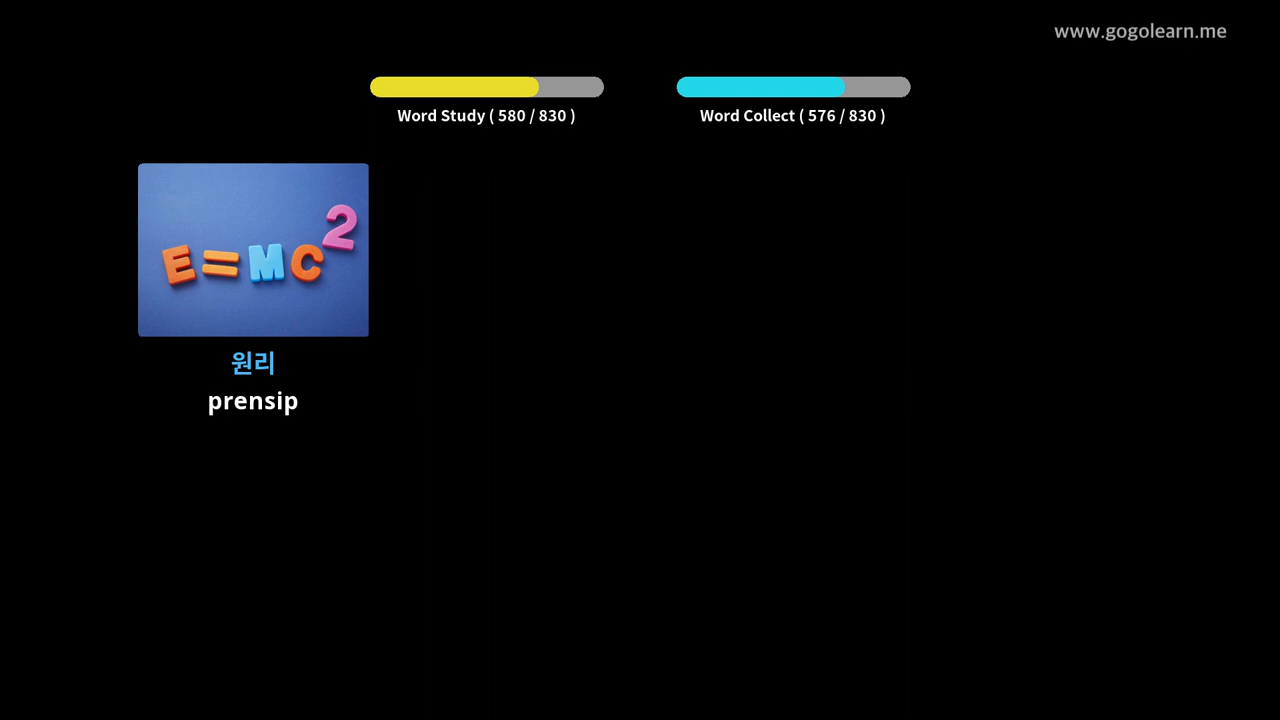 www.gogolearn.me
Word Study ( 580 / 830 )
Word Collect ( 576 / 830 )
E=MC²
원리
prensip